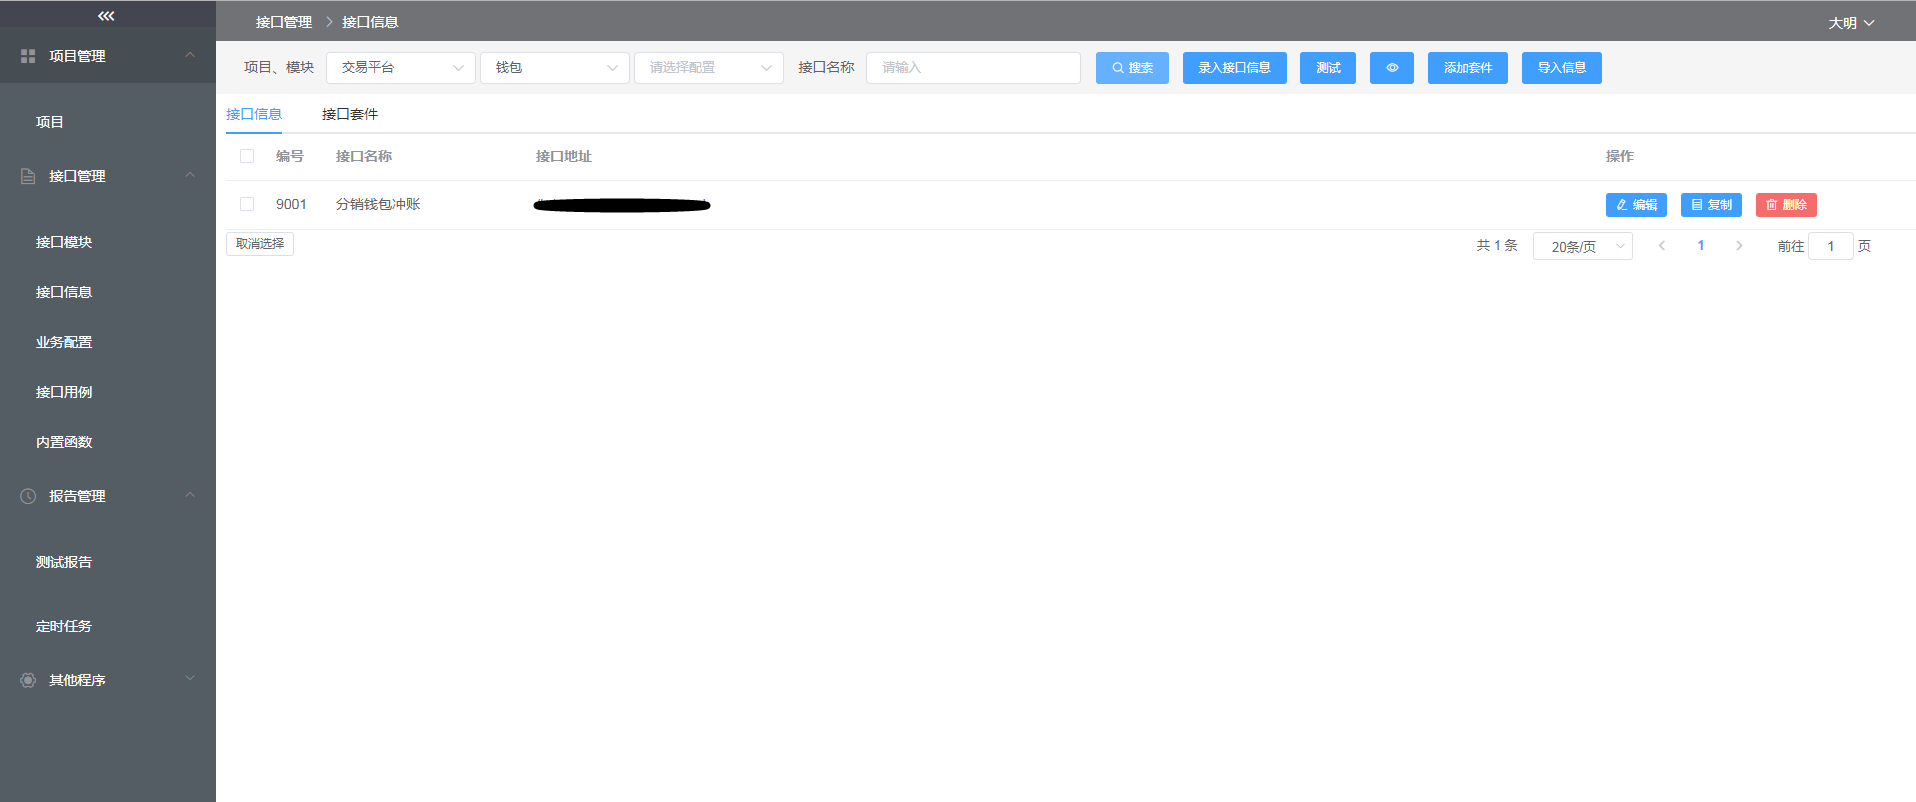 接口管理 接口信息 大明
项目管理
项目
接口管理
接口模块
接口信息
业务配置
接口用例
内置函数
报告管理
测试报告
定时任务
其他程序
项目、模块 交易平台 钱包 请选择配置 接口名称 请输入 搜索 录入接口信息 测试 添加套件 导入信息
接口信息 接口套件
编号 接口名称 接口地址 操作
9001 分销钱包冲账 编辑 复制 删除
取消选择 共 1 条 20条/页 1 前往 1 页